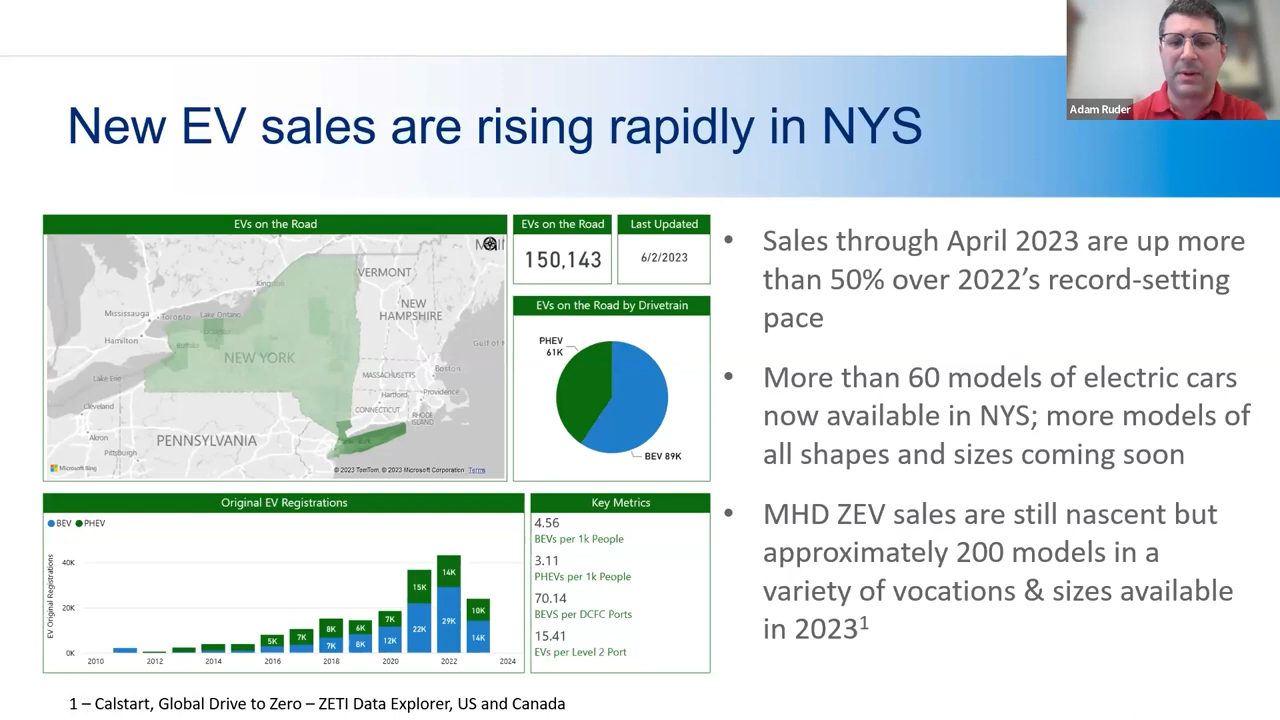 Adam Ruder
New EV sales are rising rapidly in NYS
EVs on the Road
VERMONT
NEW
HAMPSHIRE
Mississauga
Toronto
Lake Ontario
Hamilton
Buffalo
NEW YORK
Gulf of
MASSACHUSETTS
Boston
Lake Erie
Hartford
Providence
CONNECTICUT
RHODE
ISLAND
Cleveland
Akron
PENNSYLVANIA
Pittsburgh
Microsoft Bing
© 2023 TomTom, © 2023 Microsoft Corporation Terms
EVs on the Road
150,143
Last Updated
6/2/2023
EVs on the Road by Drivetrain
PHEV
61K
BEV 89K
Original EV Registrations
BEV PHEV
EV Original Registrations
40K
20K
0K
5K
7K
8K
7K
6K
8K
7K
12K
15K
22K
14K
29K
10K
14K
2010 2012 2014 2016 2018 2020 2022 2024
Key Metrics
4.56
BEVs per 1k People
3.11
PHEVs per 1k People
70.14
BEVS per DCFC Ports
15.41
EVs per Level 2 Port
• Sales through April 2023 are up more
than 50% over 2022’s record-setting
pace
• More than 60 models of electric cars
now available in NYS; more models of
all shapes and sizes coming soon
• MHD ZEV sales are still nascent but
approximately 200 models in a
variety of vocations & sizes available
in 2023¹
1 – Calstart, Global Drive to Zero – ZETI Data Explorer, US and Canada